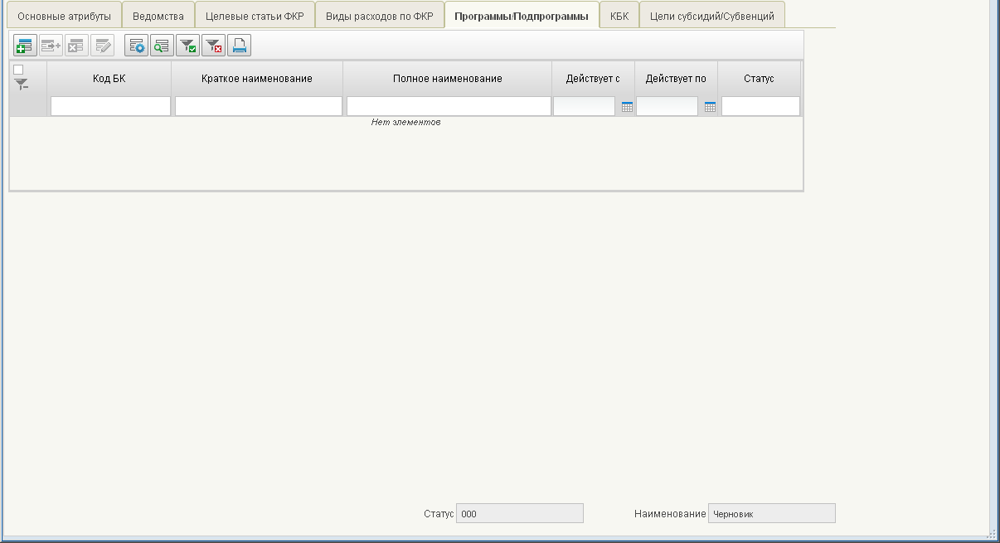 Основные атрибуты Ведомства Целевые статьи ФКР Виды расходов по ФКР Программы/Подпрограммы КБК Цели субсидий/Субвенций
Код БК Краткое наименование Полное наименование Действует с Действует по Статус
Нет элементов
Статус 000 Наименование Черновик